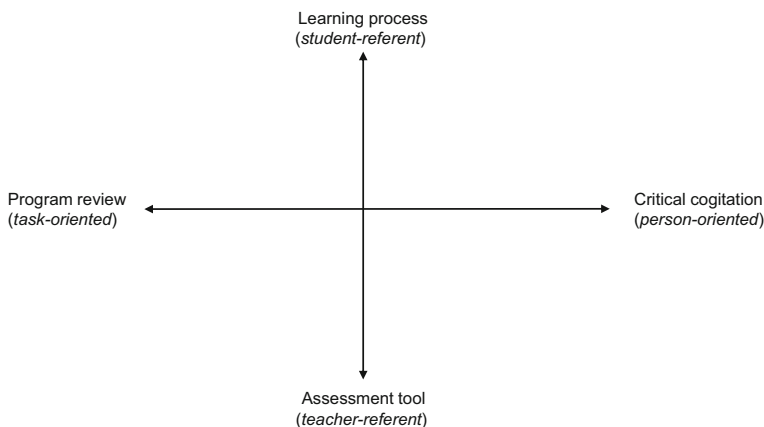 Learning process
(student-referent)
Program review
(task-oriented)
Critical cogitation
(person-oriented)
Assessment tool
(teacher-referent)